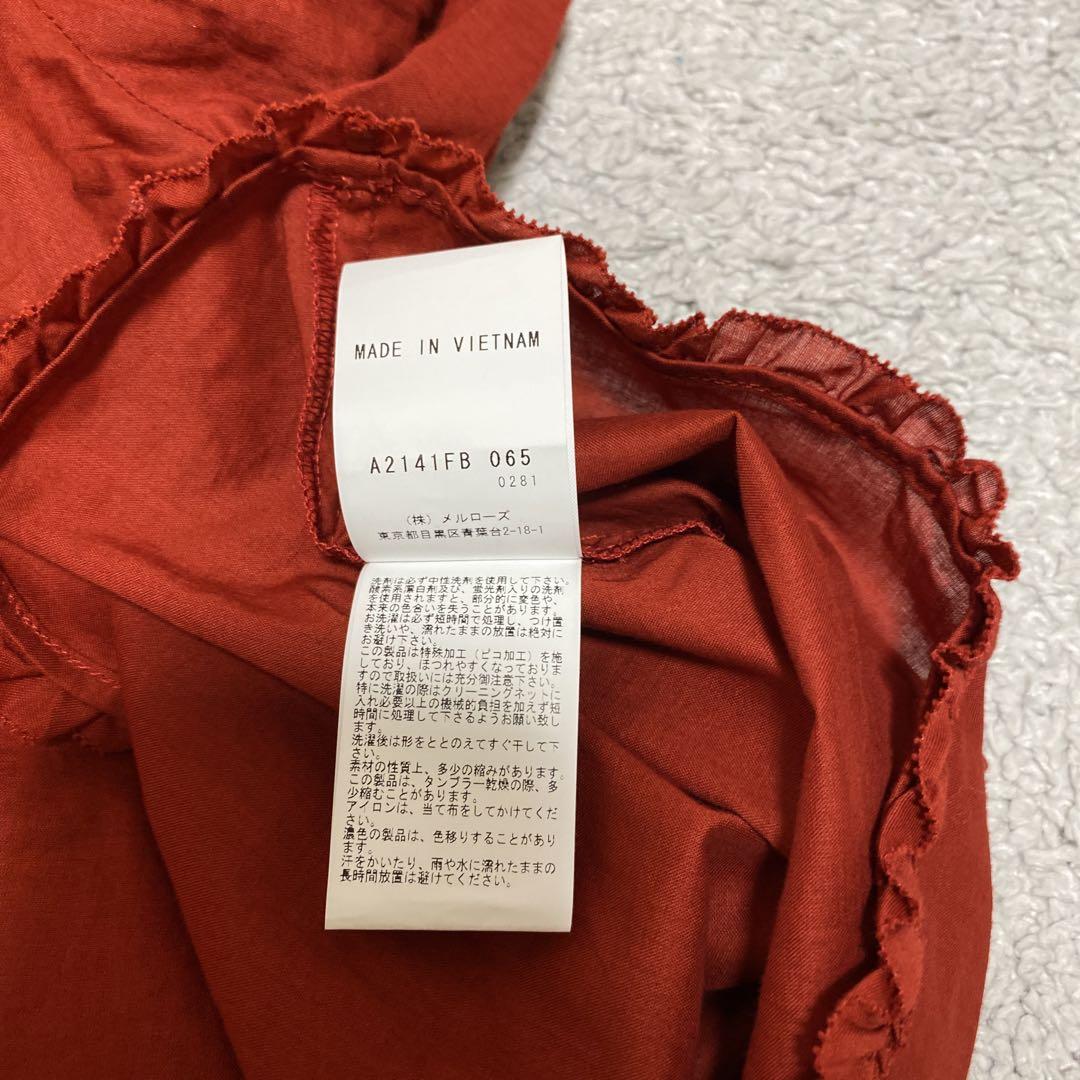 MADE IN VIETNAM
A2141FB 065
0281
(株) メルローズ
東京都目黒区青葉台2-18-1
洗剤は必ず中性洗剤を使用して下さい。
酸素系漂白剤及び、蛍光剤入りの洗剤
を使用されますと、部分的に変色や、
本来の色合いを失うことがあります。
お洗濯は必ず短時間で処理し、つけ置
き洗いや、濡れたままの放置は絶対に
お避け下さい。
この製品は特殊加工(ピコ加工)を施
しており、ほつれやすくなっておりま
すので取扱いには充分御注意下さい。
特に洗濯の際はクリーニングネットに
入れ必要以上の機械的負担を加えず短
時間に処理して下さるようお願い致し
ます。
洗濯後は形をととのえてすぐ干して下
さい。
素材の性質上、多少の縮みがあります。
この製品は、タンブラー乾燥の際、多
少縮むことがあります。
アイロンは、当て布をしてかけてくだ
さい。
濃色の製品は、色移りすることがあり
ます。
汗をかいたり、雨や水に濡れたままの
長時間放置は避けてください。